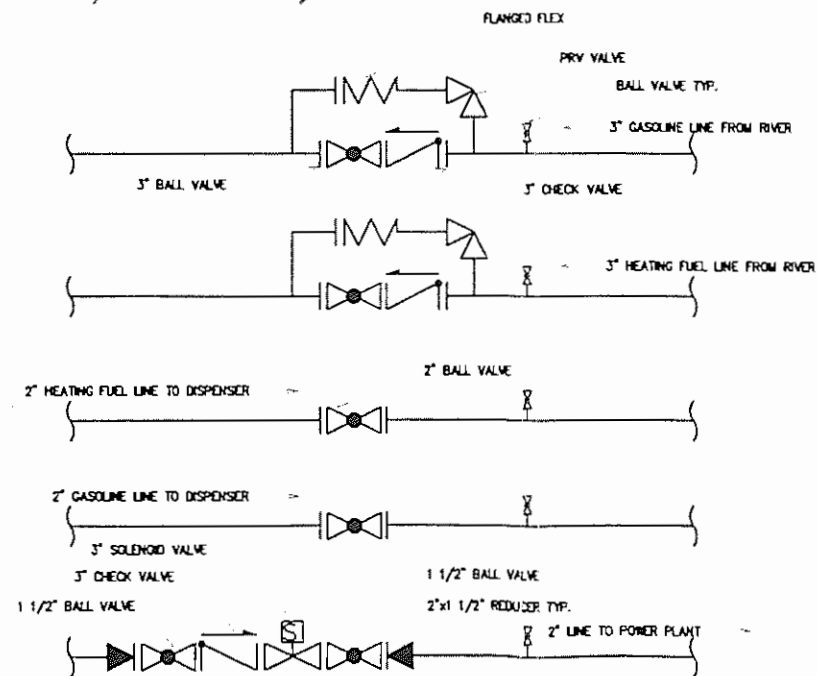 FLANGED FLEX
PRV VALVE
BALL VALVE TYP.
3" GASOLINE LINE FROM RIVER
3" BALL VALVE
3" CHECK VALVE
3" HEATING FUEL LINE FROM RIVER
2" BALL VALVE
2" HEATING FUEL LINE TO DISPENSER
2" GASOLINE LINE TO DISPENSER
3" SOLENOID VALVE
3" CHECK VALVE
1 1/2" BALL VALVE
1 1/2" BALL VALVE
2"x1 1/2" REDUCER TYP.
S
2" LINE TO POWER PLANT